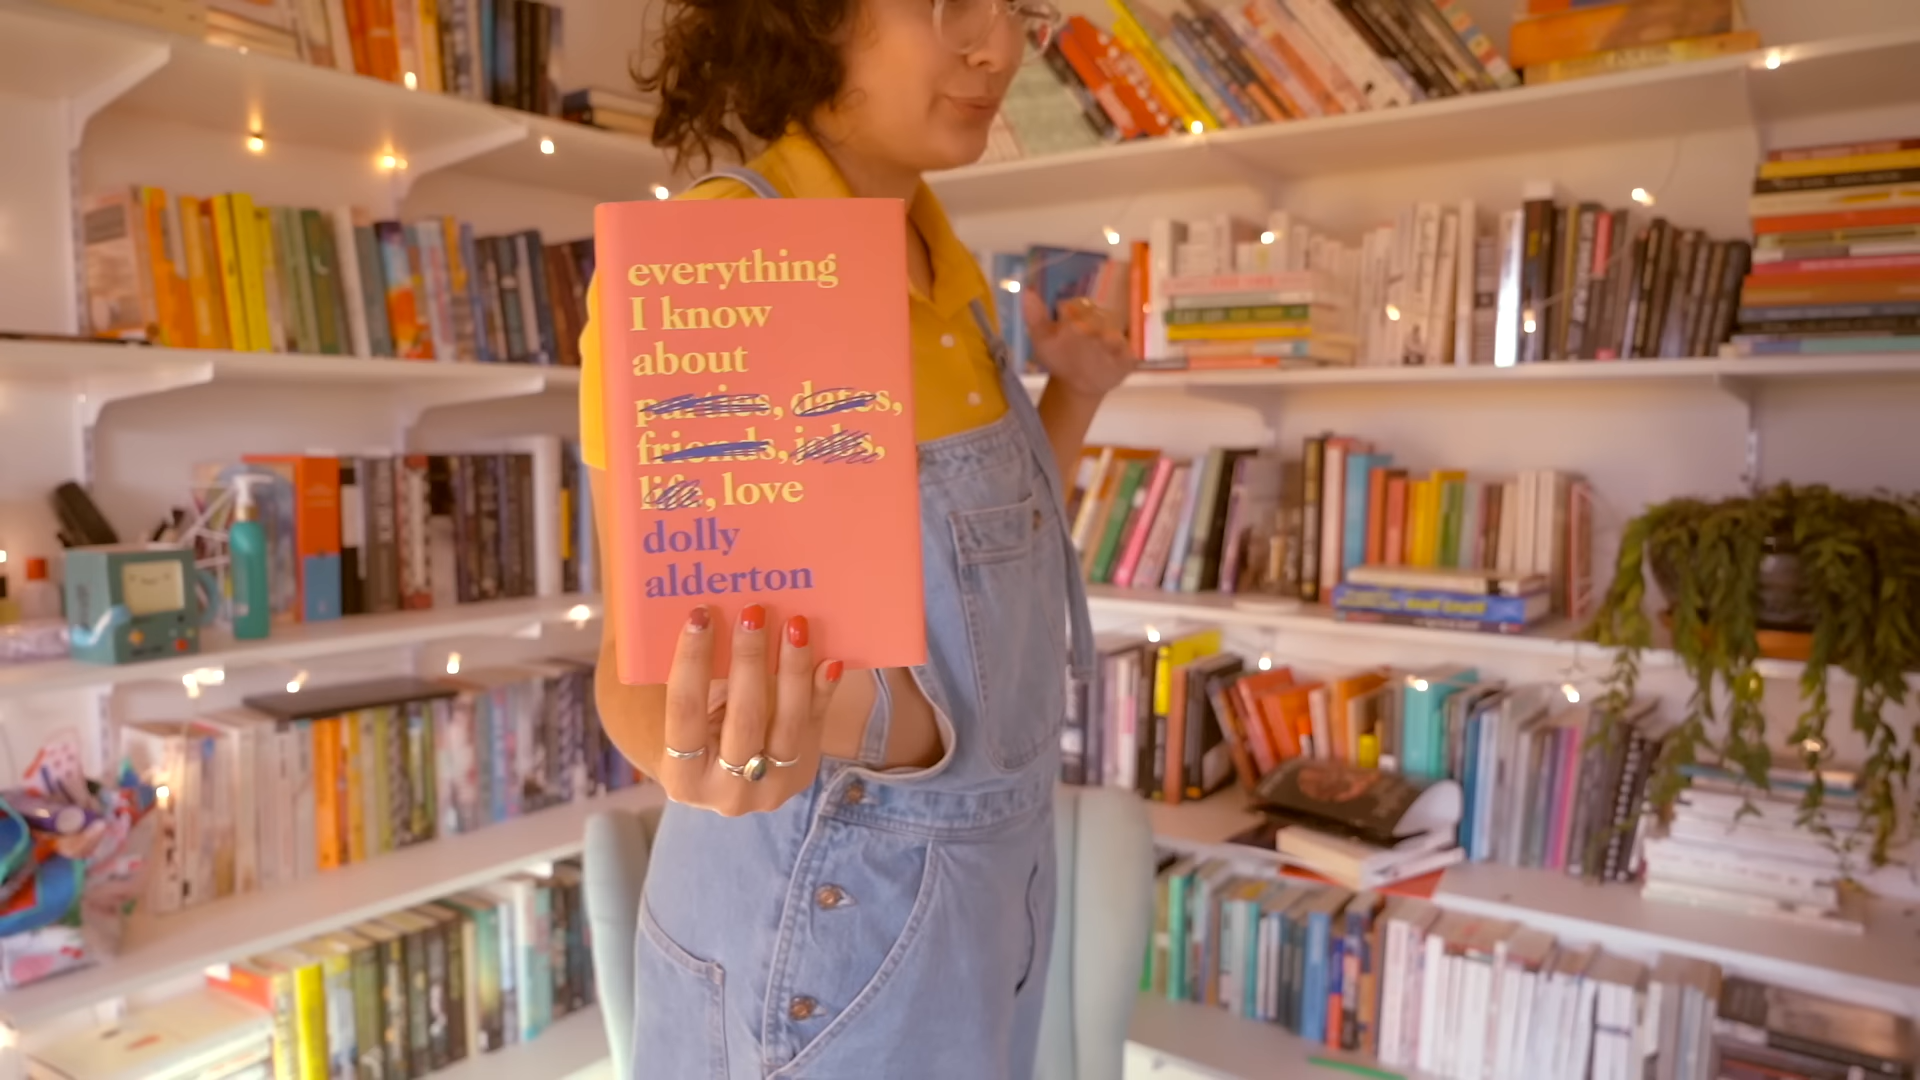 everything
I know
about
parties, dates,
friends, jobs,
life, love
dolly
alderton